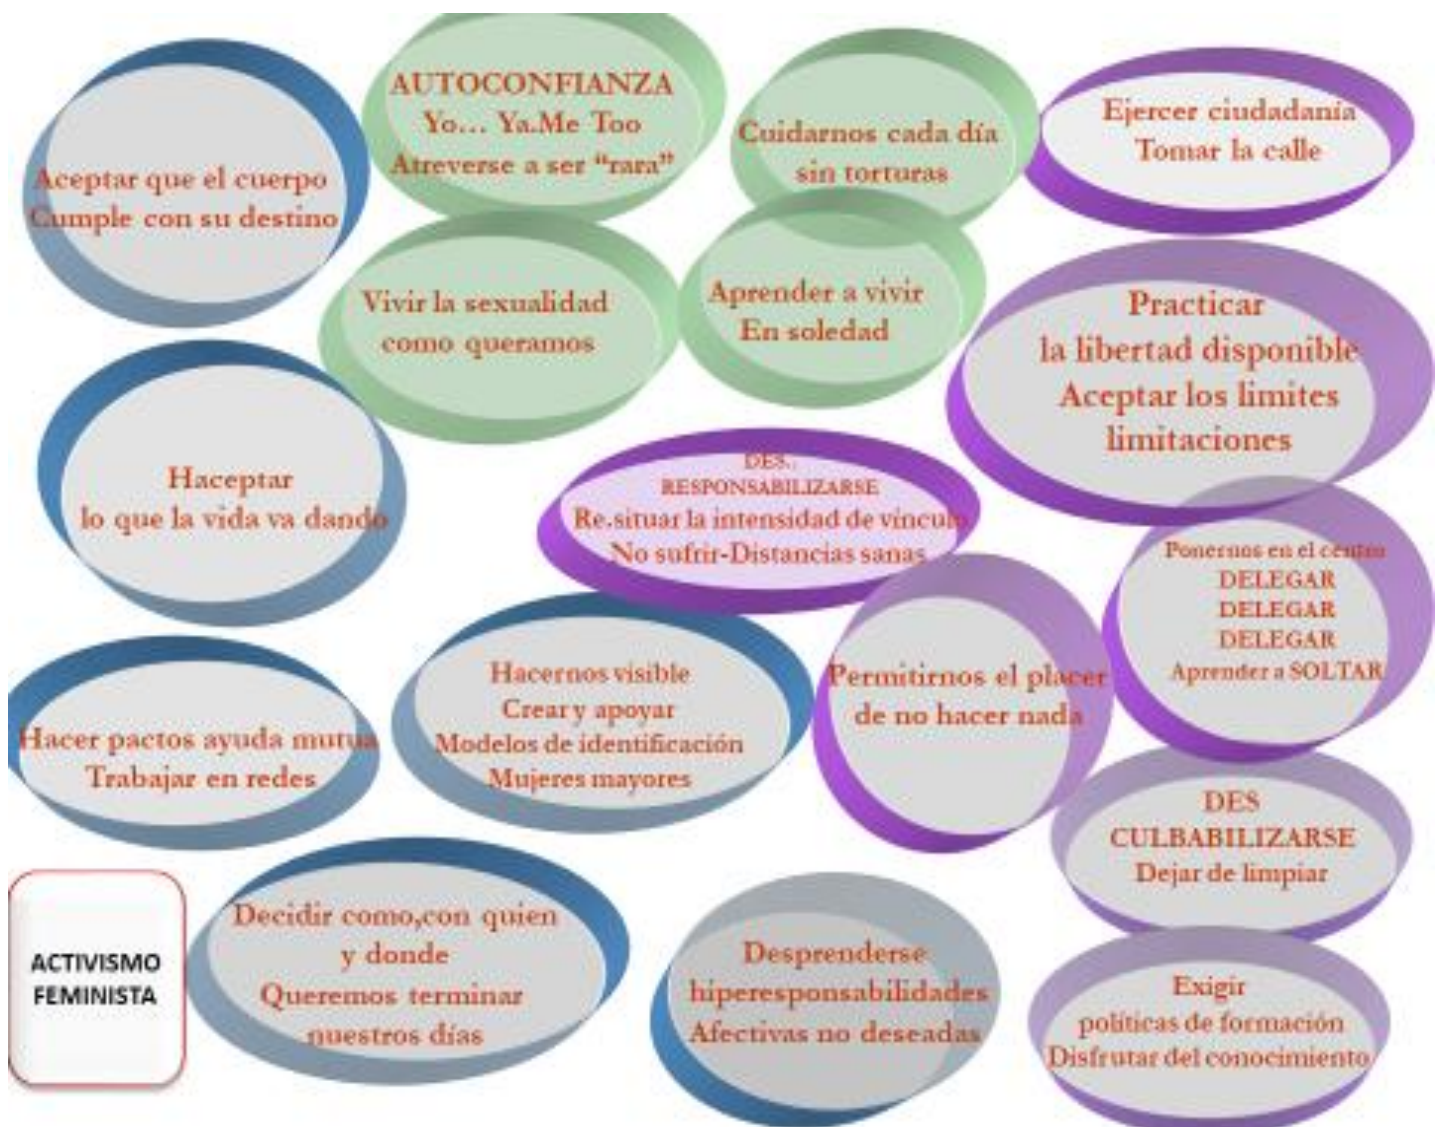 AUTOCONFIANZA
Yo... Ya.Me Too
Atreverse a ser “rara”
Cuidarnos cada día
sin torturas
Ejercer ciudadanía
Tomar la calle
Aceptar que el cuerpo
Cumple con su destino
Vivir la sexualidad
como queramos
Aprender a vivir
En soledad
Practicar
la libertad disponible
Aceptar los limites
limitaciones
Haceptar
lo que la vida va dando
DES.
RESPONSABILIZARSE
Re.situar la intensidad de vínculo
No sufrir-Distancias sanas
Ponernos en el centro
DELEGAR
DELEGAR
DELEGAR
Aprender a SOLTAR
Hacer pactos ayuda mutua
Trabajar en redes
Hacernos visible
Crear y apoyar
Modelos de identificación
Mujeres mayores
Permitirnos el placer
de no hacer nada
DES
CULBABILIZARSE
Dejar de limpiar
ACTIVISMO
FEMINISTA
Decidir como,con quien
y donde
Queremos terminar
nuestros días
Desprenderse
hiperesponsabilidades
Afectivas no deseadas
Exigir
políticas de formación
Disfrutar del conocimiento